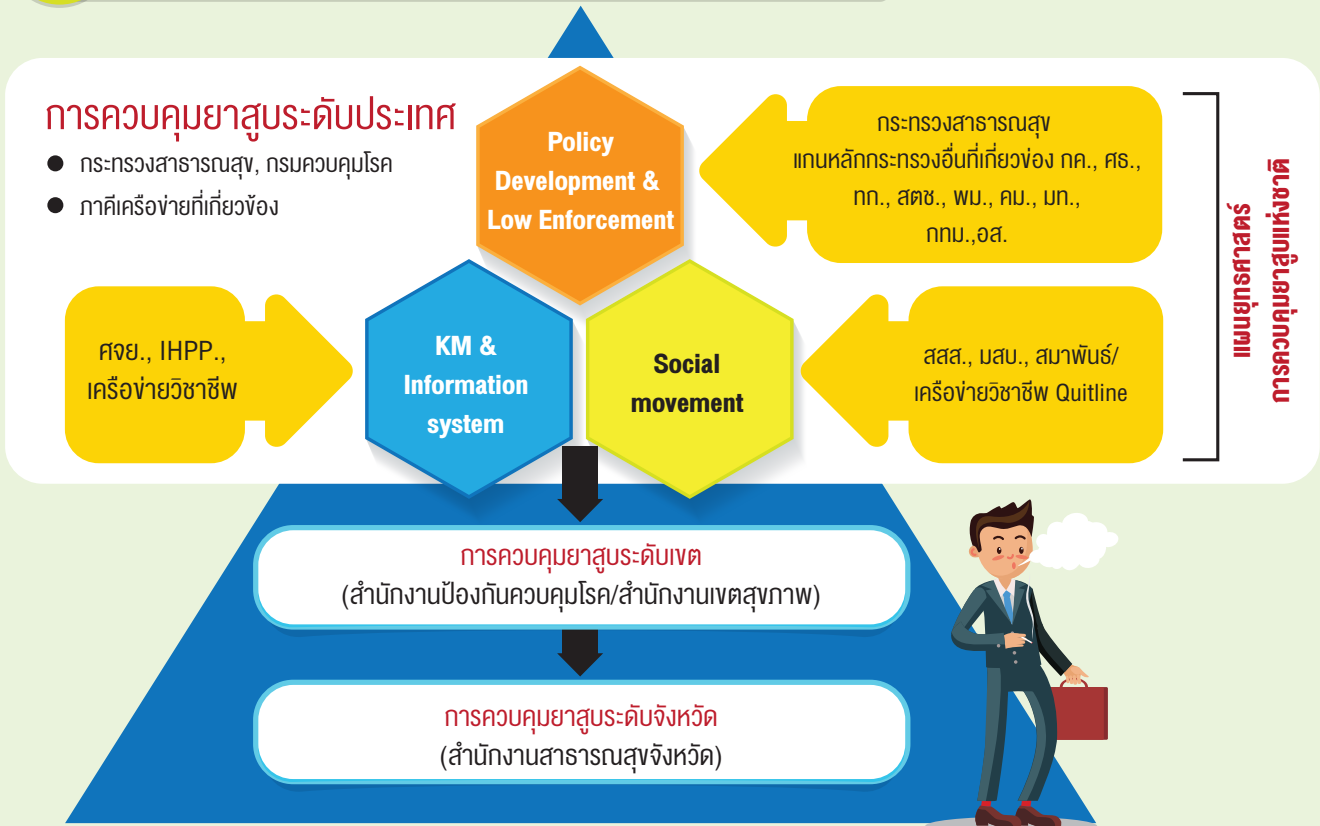 การควบคุมยาสูบระดับประเทศ
● กระทรวงสาธารณสุข, กรมควบคุมโรค
● ภาคีเครือข่ายที่เกี่ยวข้อง
Policy
Development &
Low Enforcement
กระทรวงสาธารณสุข
แกนหลักกระทรวงอื่นที่เกี่ยวข่อง กค., ศธ.,
ทก., สตช., พม., คม., มท.,
กทม.,อส.
ศจย., IHPP.,
เครือข่ายวิชาชีพ
KM &
Information
system
Social
movement
สสส., มสบ., สมาพันธ์/
เครือข่ายวิชาชีพ Quitline
แผนยุทธศาสตร์
การควบคุมยาสูบแห่งชาติ
การควบคุมยาสูบระดับเขต
(สำนักงานป้องกันควบคุมโรค/สำนักงานเขตสุขภาพ)
การควบคุมยาสูบระดับจังหวัด
(สำนักงานสาธารณสุขจังหวัด)